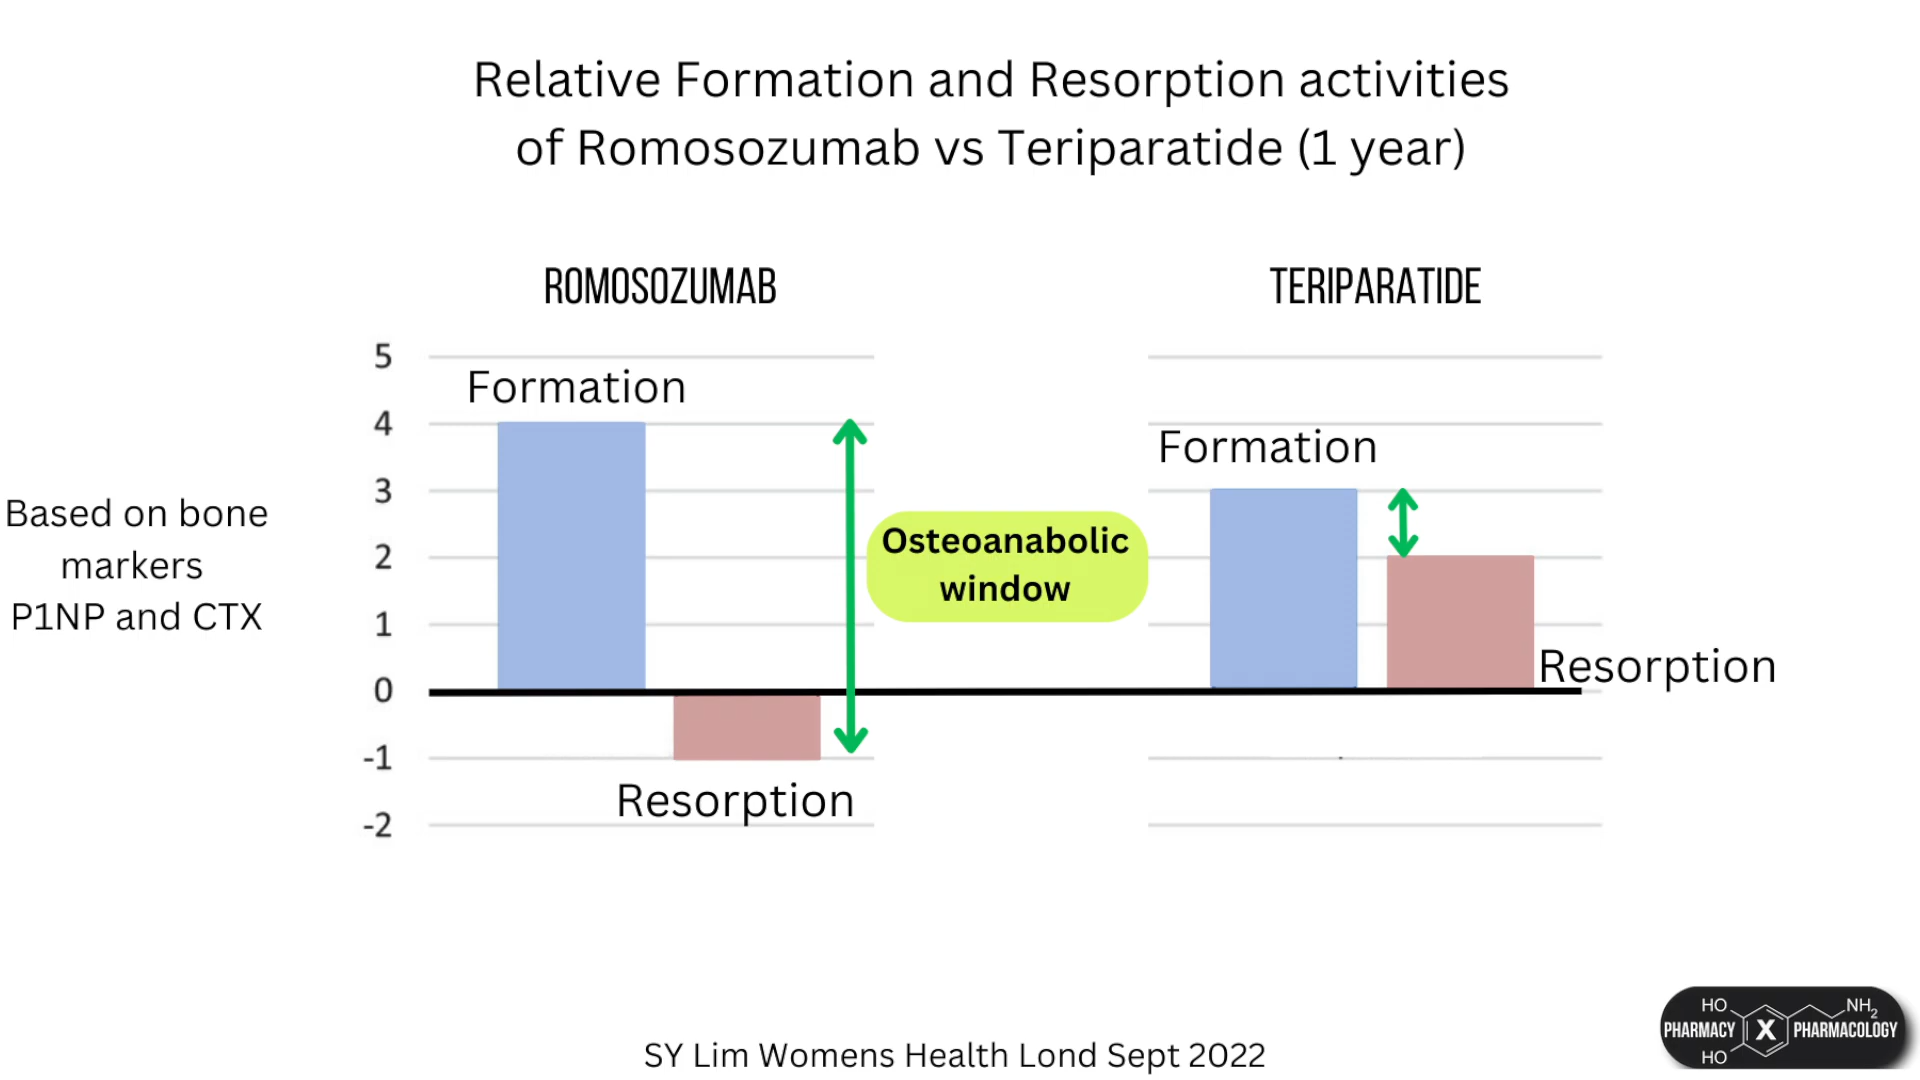 Relative Formation and Resorption activities
of Romosozumab vs Teriparatide (1 year)
ROMOSOZUMAB
TERIPARATIDE
5
Formation
4
Formation
3
Based on bone
markers
P1NP and CTX
Osteoanabolic
window
2
1
Resorption
0
-1
Resorption
-2
SY Lim Womens Health Lond Sept 2022
HO
NH2
PHARMACY X PHARMACOLOGY
HO